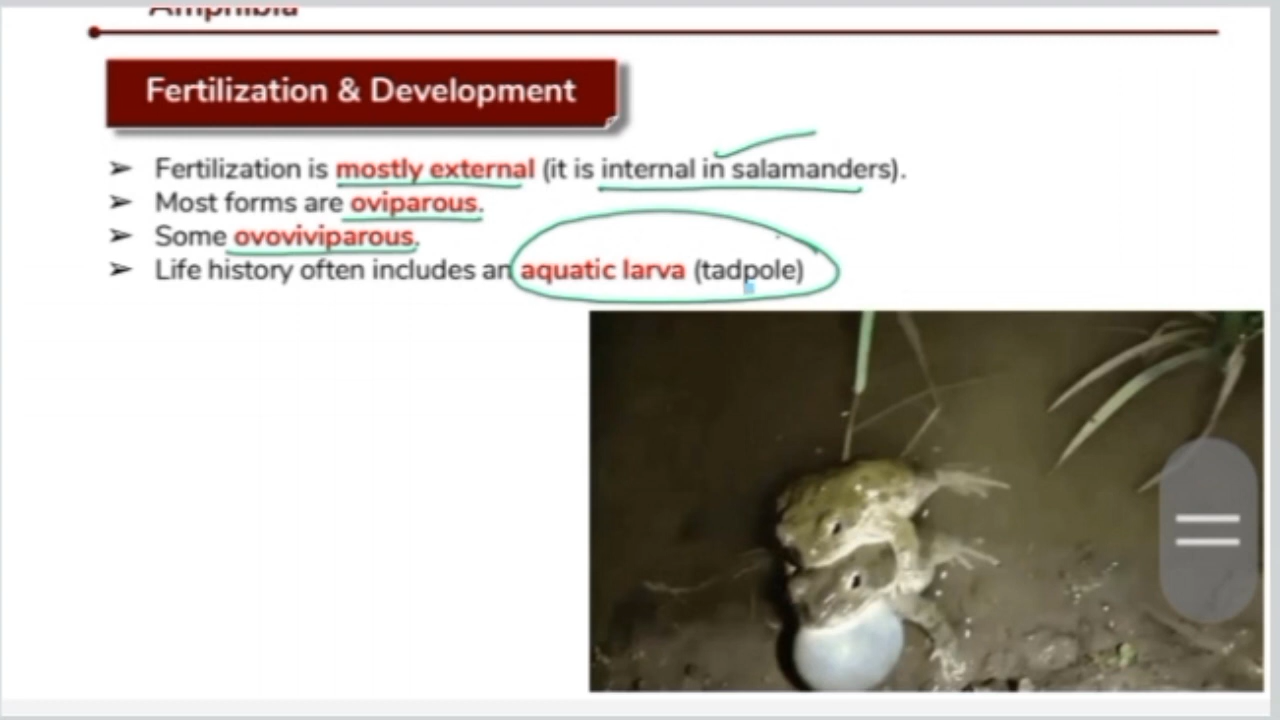 Amphibia
Fertilization & Development
➢ Fertilization is mostly external (it is internal in salamanders).
➢ Most forms are oviparous.
➢ Some ovoviviparous.
➢ Life history often includes an aquatic larva (tadpole)